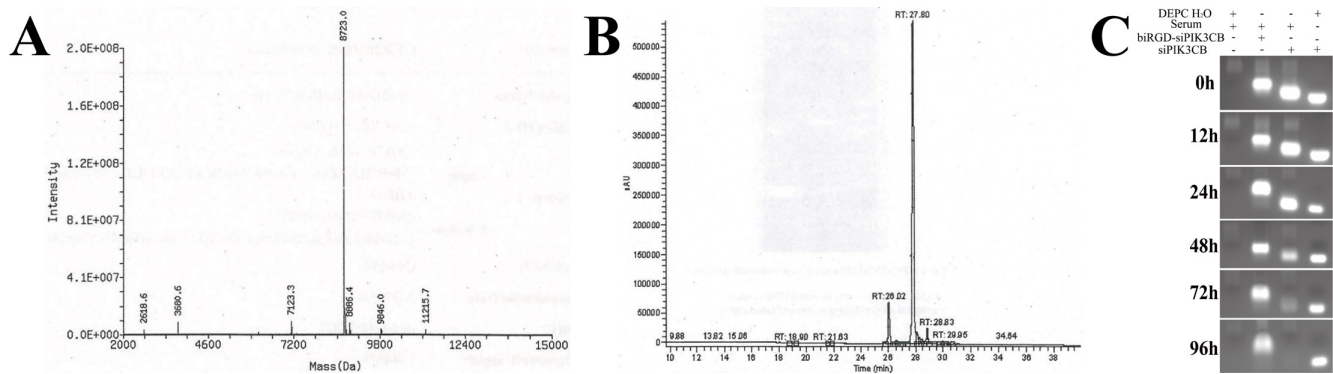 A
8723.0
2.0E+008
1.6E+008
1.2E+008
8.1E+007
4.1E+007
0.0E+000
Intensity
2618.6
3680.6
7123.3
8886.4
9846.0
11215.7
2000
4500
7200
9800
12400
15000
Mass(Da)
B
RT: 27.80
500000
450000
400000
350000
300000
250000
200000
150000
100000
50000
0
uAU
RT: 26.02
RT: 28.83
9.88 13.82 15.06 RT: 18.90 RT: 21.63 RT: 29.95 34.64
10 12 14 16 18 20 22 24 26 28 30 32 34 36 38
Time (min)
C
DEPC H₂O + - - +
Serum + + + -
biRGD-siPIK3CB - + - -
siPIK3CB - - + +
0h
12h
24h
48h
72h
96h